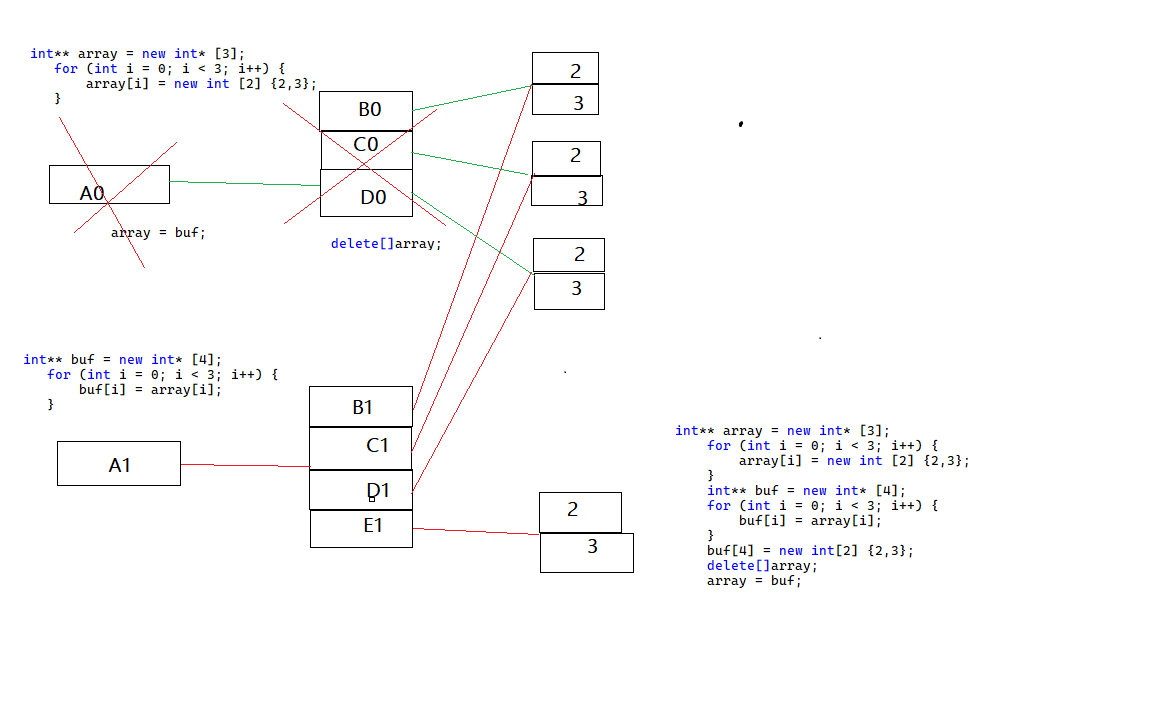 int** array = new int* [3];
for (int i = 0; i < 3; i++) {
array[i] = new int [2] {2,3};
}
A0
array = buf;
B0
C0
D0
delete[]array;
2
3
2
3
2
3
int** buf = new int* [4];
for (int i = 0; i < 3; i++) {
buf[i] = array[i];
}
A1
B1
C1
D1
E1
2
3
int** array = new int* [3];
for (int i = 0; i < 3; i++) {
array[i] = new int [2] {2,3};
}
int** buf = new int* [4];
for (int i = 0; i < 3; i++) {
buf[i] = array[i];
}
buf[4] = new int[2] {2,3};
delete[]array;
array = buf;